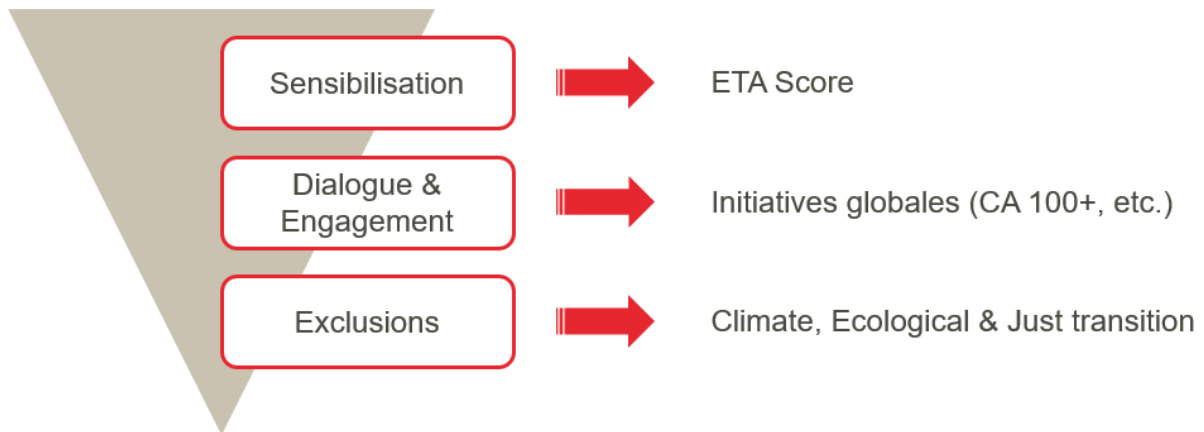 Sensibilisation
ETA Score
Dialogue &
Engagement
Initiatives globales (CA 100+, etc.)
Exclusions
Climate, Ecological & Just transition